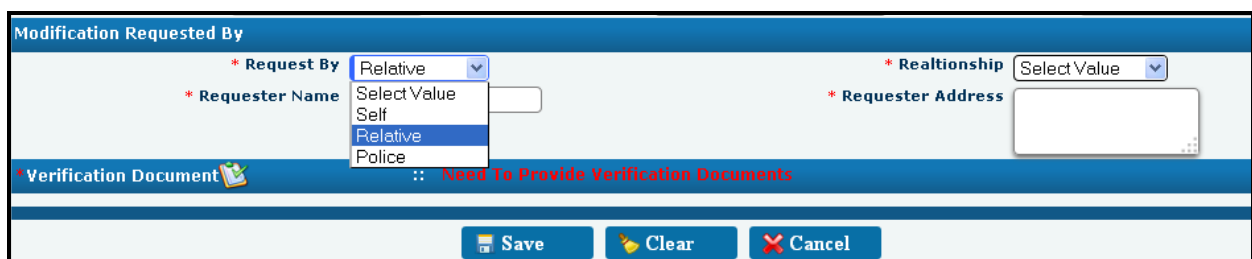 Modification Requested By
* Request By Relative * Realtionship Select Value
* Requester Name Select Value * Requester Address
Self
Relative
Police
*Verification Document :: Need To Provide Verification Documents
Save Clear Cancel